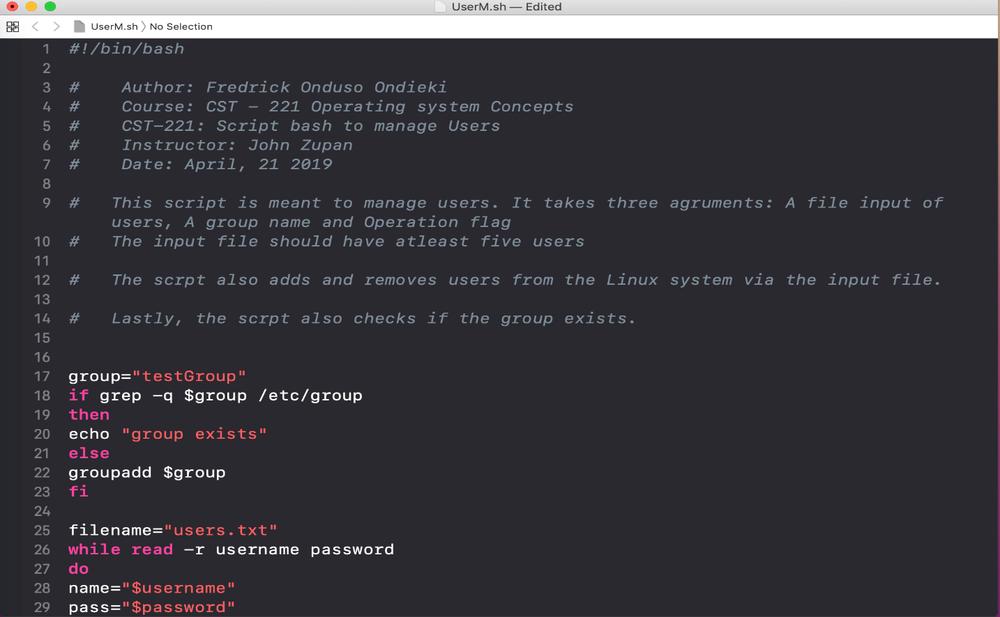 UserM.sh — Edited
UserM.sh 〉 No Selection
1 #!/bin/bash
2
3 #    Author: Fredrick Onduso Ondieki
4 #    Course: CST - 221 Operating system Concepts
5 #    CST-221: Script bash to manage Users
6 #    Instructor: John Zupan
7 #    Date: April, 21 2019
8
9 #   This script is meant to manage users. It takes three agruments: A file input of
users, A group name and Operation flag
10 #   The input file should have atleast five users
11
12 #   The scrpt also adds and removes users from the Linux system via the input file.
13
14 #   Lastly, the scrpt also checks if the group exists.
15
16
17 group="testGroup"
18 if grep -q $group /etc/group
19 then
20 echo "group exists"
21 else
22 groupadd $group
23 fi
24
25 filename="users.txt"
26 while read -r username password
27 do
28 name="$username"
29 pass="$password"